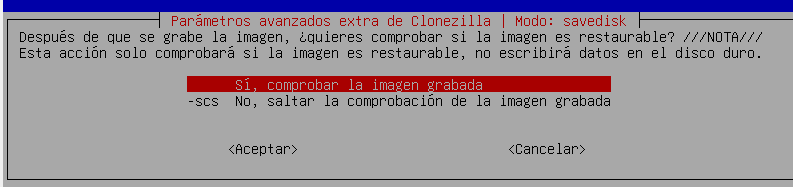 Parámetros avanzados extra de Clonezilla | Modo: savedisk
Después de que se grabe la imagen, ¿quieres comprobar si la imagen es restaurable? ///NOTA///
Esta acción solo comprobará si la imagen es restaurable, no escribirá datos en el disco duro.
Sí, comprobar la imagen grabada
-scs No, saltar la comprobación de la imagen grabada
<Aceptar> <Cancelar>